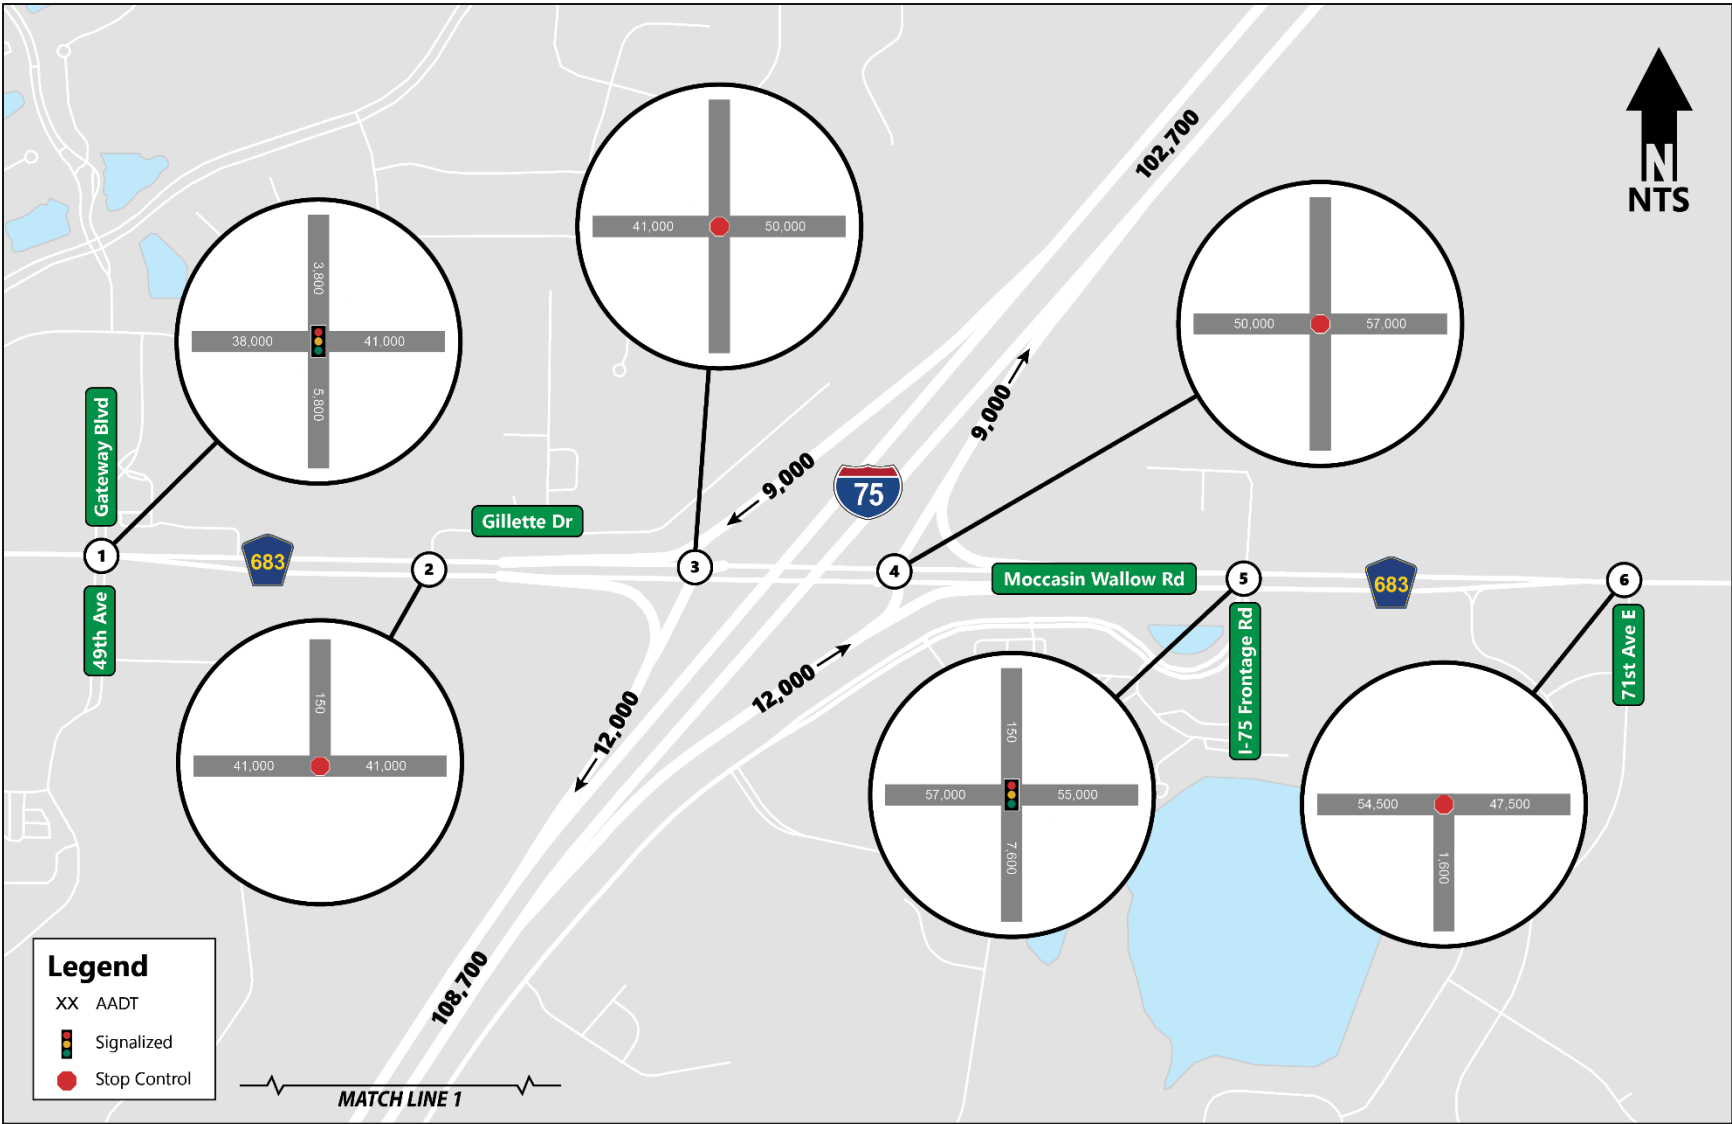 102,700
N
NTS
41,000
50,000
3,800
38,000
41,000
5,800
50,000
57,000
Gateway Blvd
9,000
9,000
75
Gillette Dr
1
683
2
3
4
Moccasin Wallow Rd
5
683
6
49th Ave
I-75 Frontage Rd
71st Ave E
12,000
12,000
150
41,000
41,000
150
57,000
55,000
7,600
54,500
47,500
1,600
108,700
Legend
XX AADT
Signalized
Stop Control
MATCH LINE 1